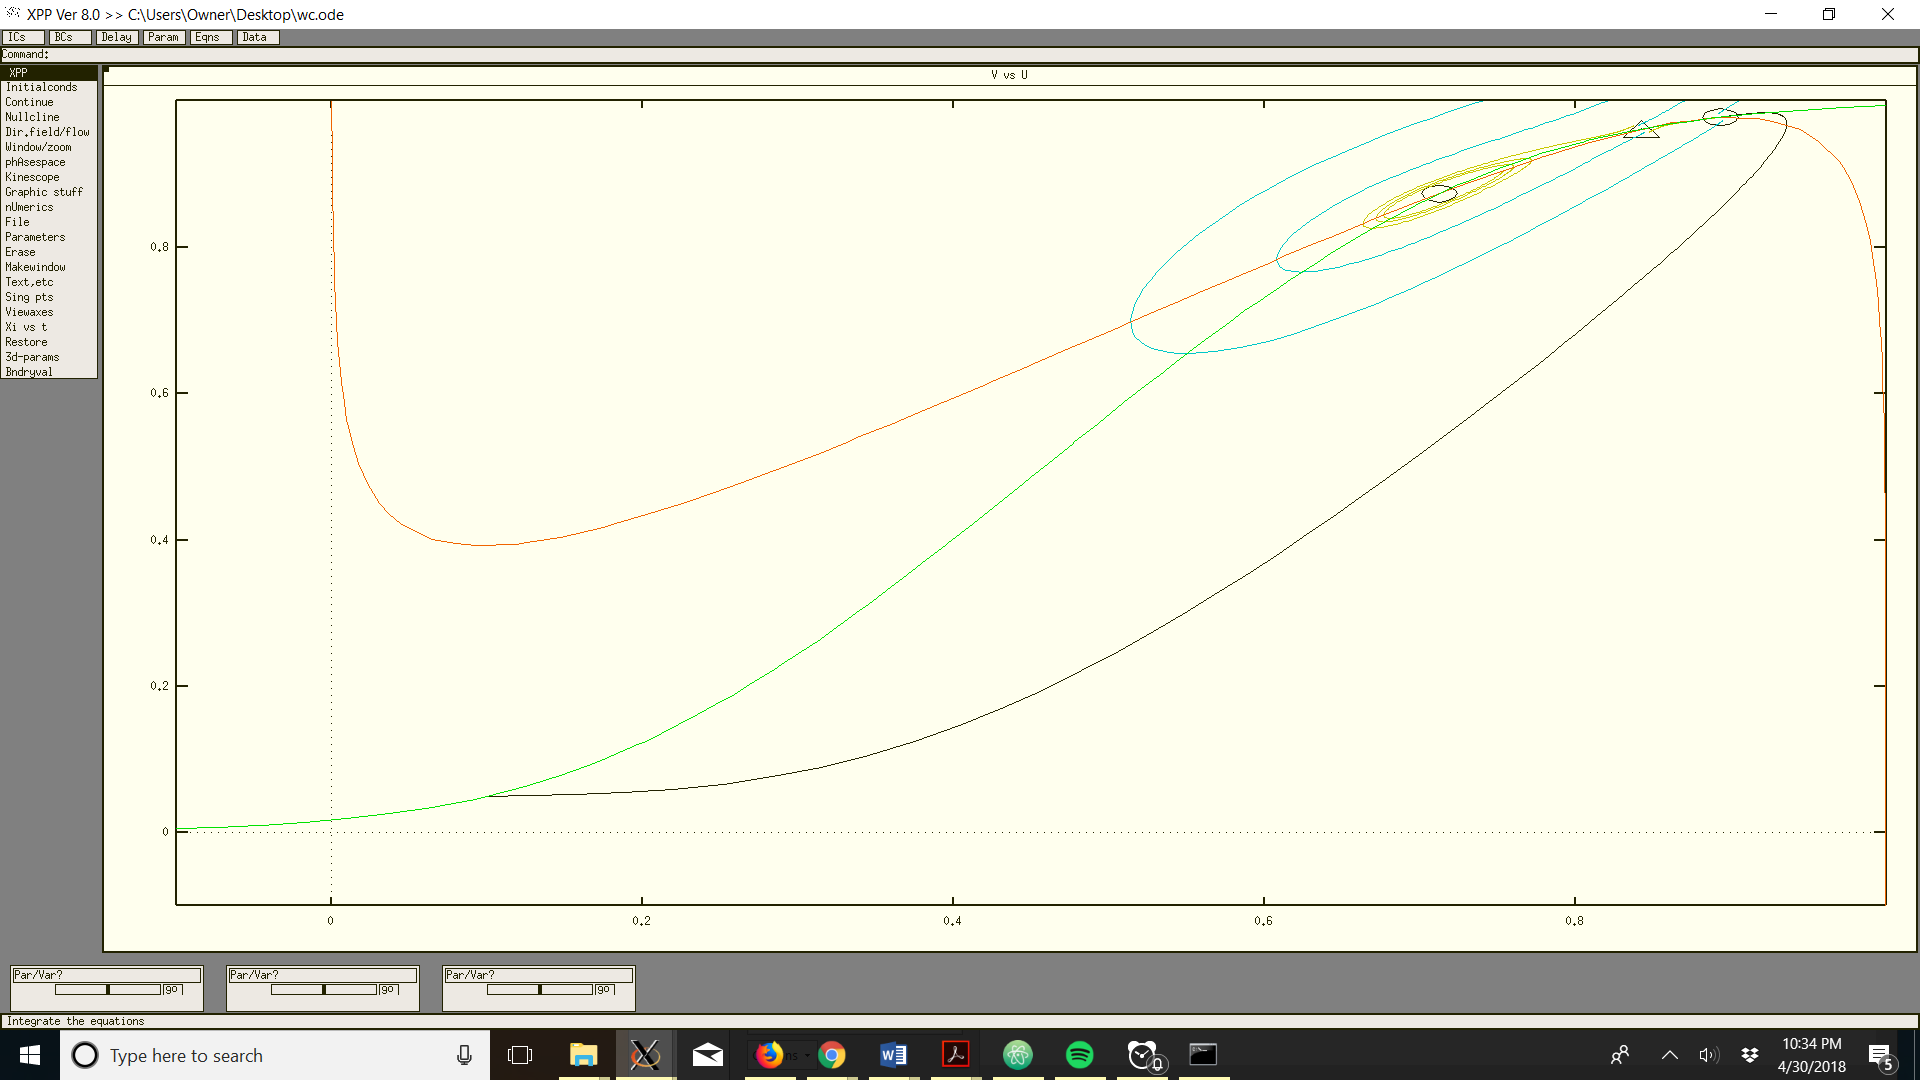 XPP Ver 8.0 >> C:\Users\Owner\Desktop\wc.ode
ICs BCs Delay Param Eqns Data
Command:
XPP
Initialconds
Continue
Nullcline
Dir.field/flow
Window/zoom
phAsespace
Kinescope
Graphic stuff
nUmerics
File
Parameters
Erase
Makewindow
Text,etc
Sing pts
Viewaxes
Xi vs t
Restore
3d-params
Bndryval
V vs U
0.8
0.6
0.4
0.2
0
0 0.2 0.4 0.6 0.8
Par/Var? Par/Var? Par/Var?
go go go
Integrate the equations
Type here to search
10:34 PM
4/30/2018
5